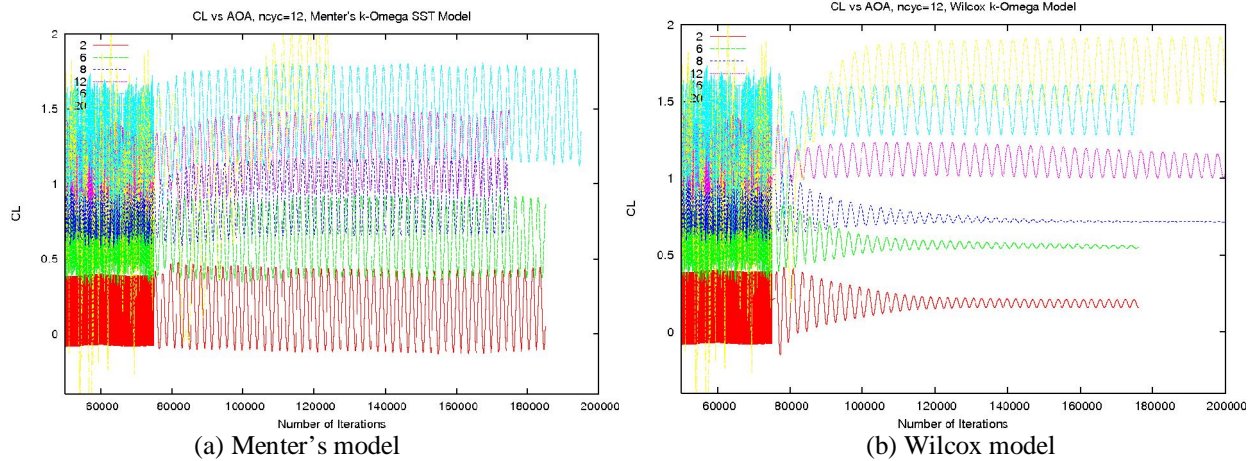 CL vs AOA, ncyc=12, Menter's k-Omega SST Model
2
1.5
1
0.5
0
CL
2
6
8
12
6
20
60000 80000 100000 120000 140000 160000 180000 200000
Number of Iterations
(a) Menter's model
CL vs AOA, ncyc=12, Wilcox k-Omega Model
2
1.5
1
0.5
0
CL
2
6
8
12
6
20
60000 80000 100000 120000 140000 160000 180000 200000
Number of Iterations
(b) Wilcox model